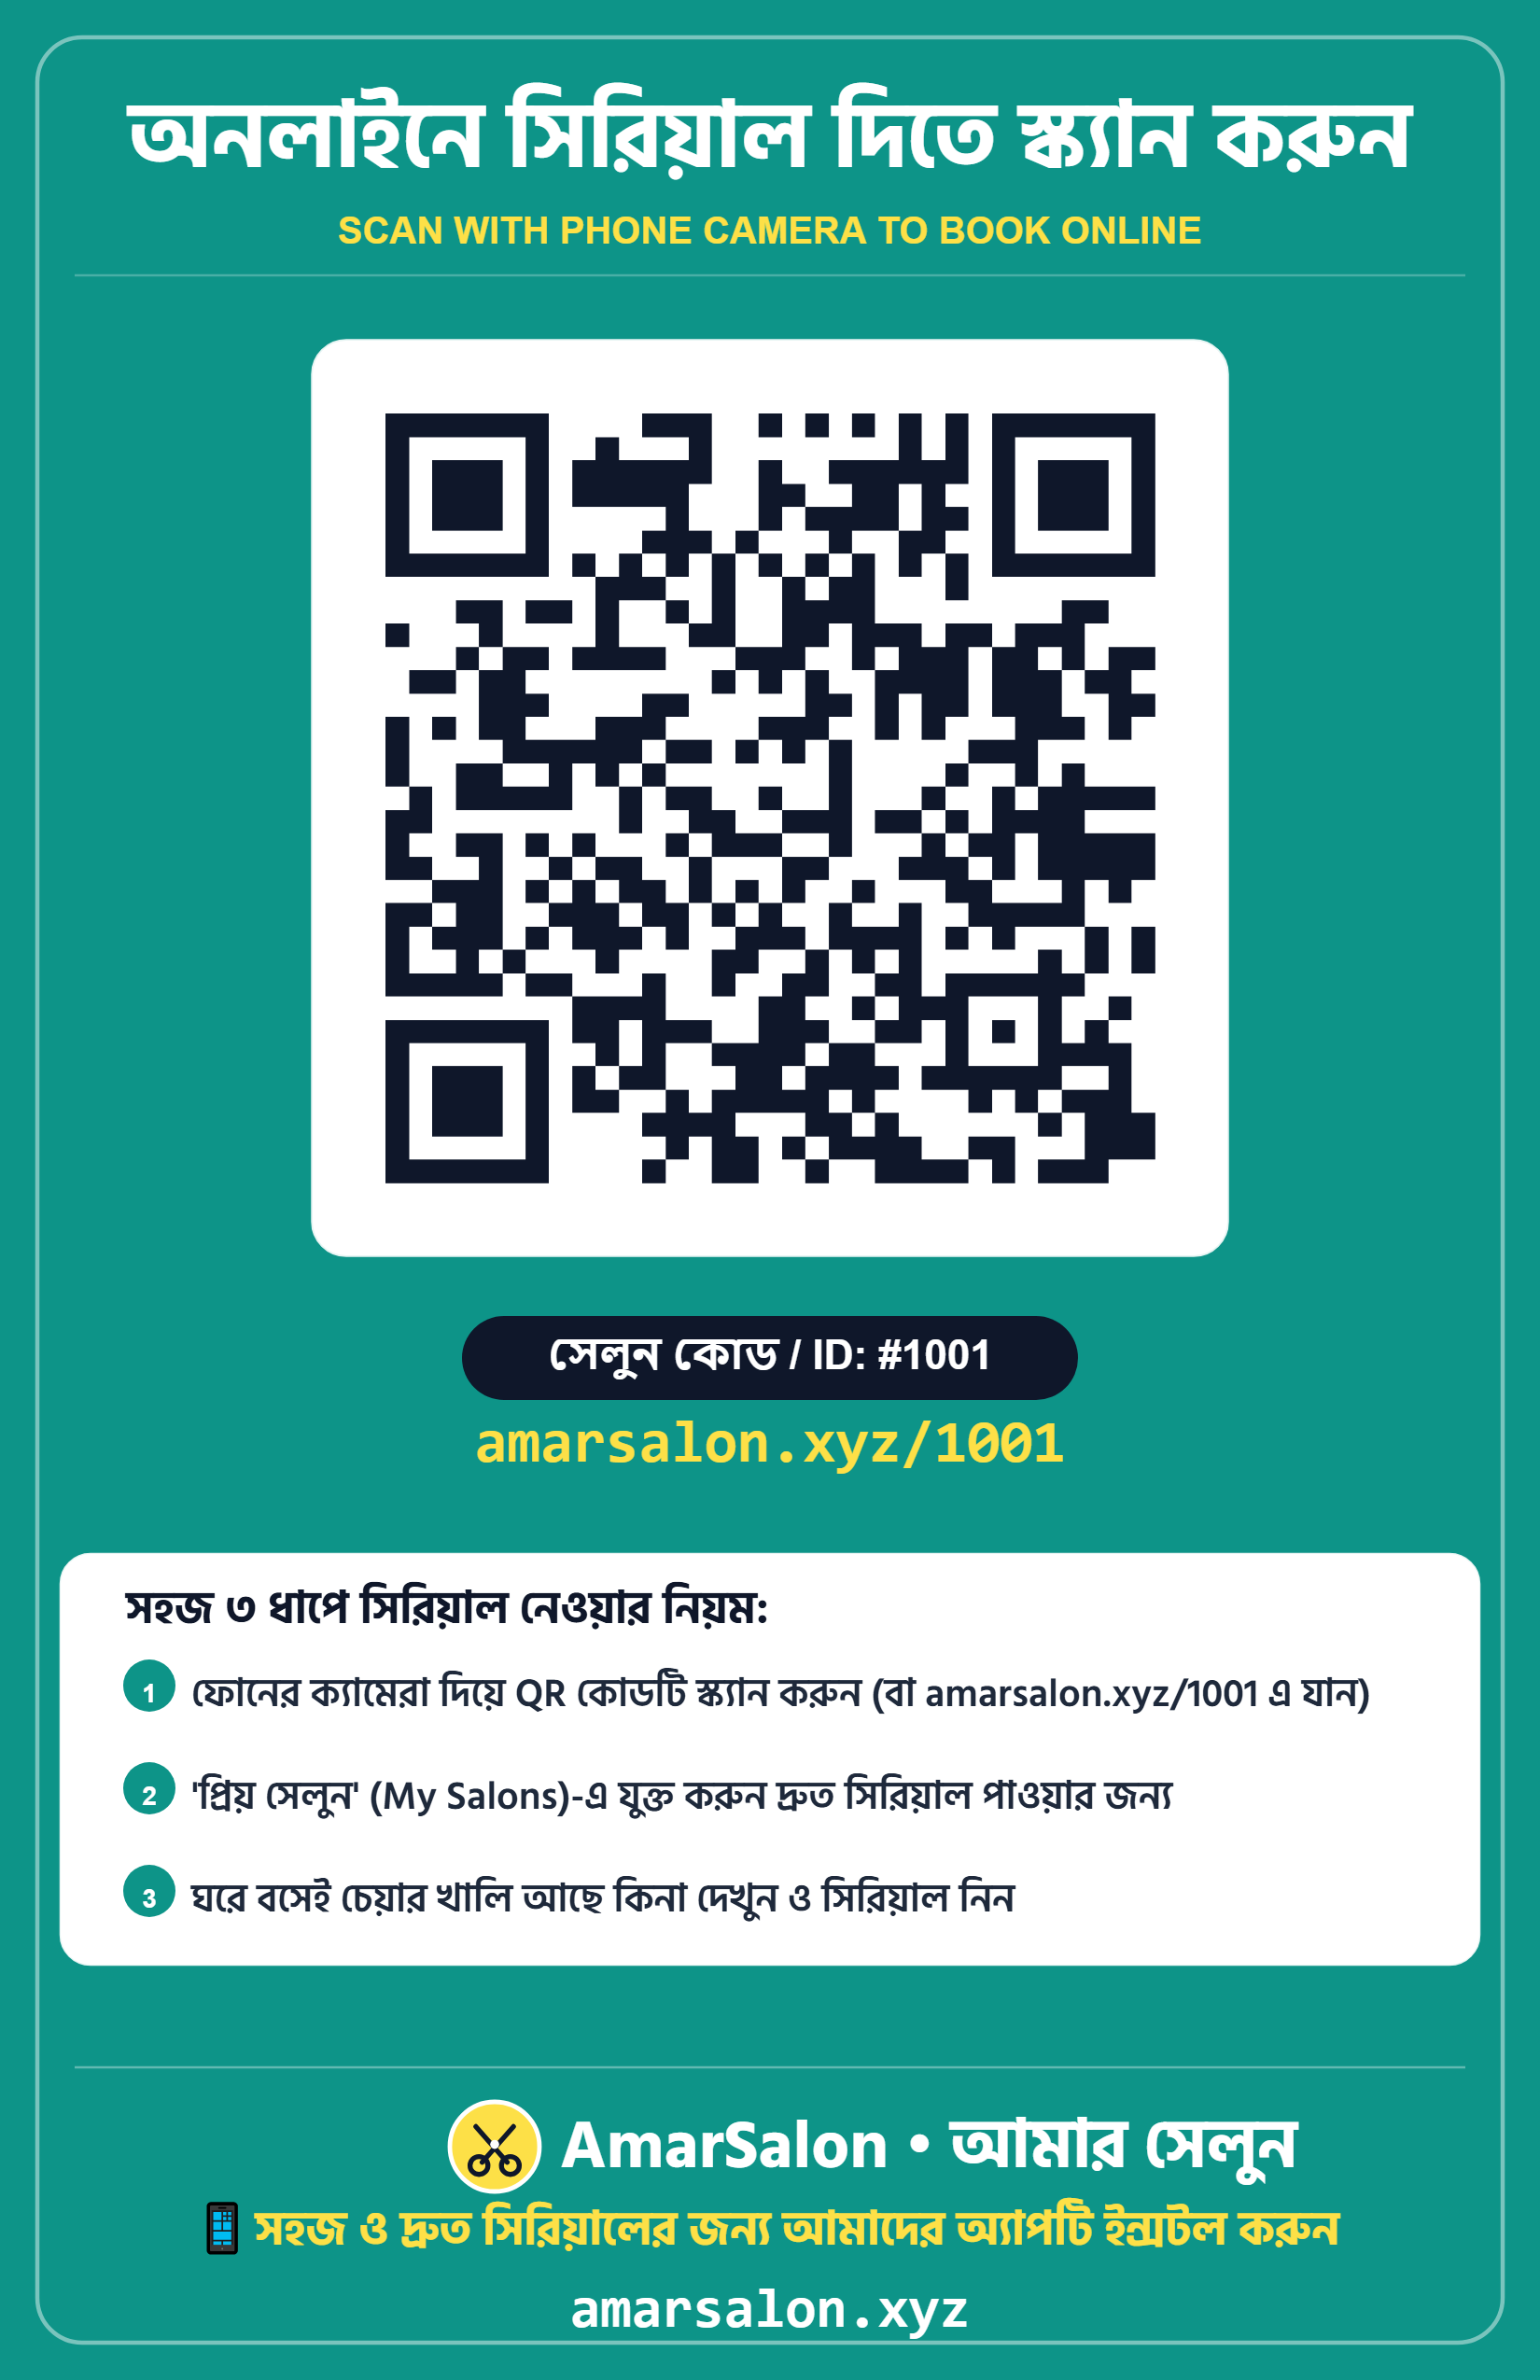 অনলাইনে সিরিয়াল দিতে স্ক্যান করুন
SCAN WITH PHONE CAMERA TO BOOK ONLINE
সেলুন কোড / ID: #1001
amarsalon.xyz/1001
সহজ ৩ ধাপে সিরিয়াল নেওয়ার নিয়ম:
1 ফোনের ক্যামেরা দিয়ে QR কোডটি স্ক্যান করুন (বা amarsalon.xyz/1001 এ যান)
2 'প্রিয় সেলুন' (My Salons)-এ যুক্ত করুন দ্রুত সিরিয়াল পাওয়ার জন্য
3 ঘরে বসেই চেয়ার খালি আছে কিনা দেখুন ও সিরিয়াল নিন
AmarSalon • আমার সেলুন
সহজ ও দ্রুত সিরিয়ালের জন্য আমাদের অ্যাপটি ইন্সটল করুন
amarsalon.xyz